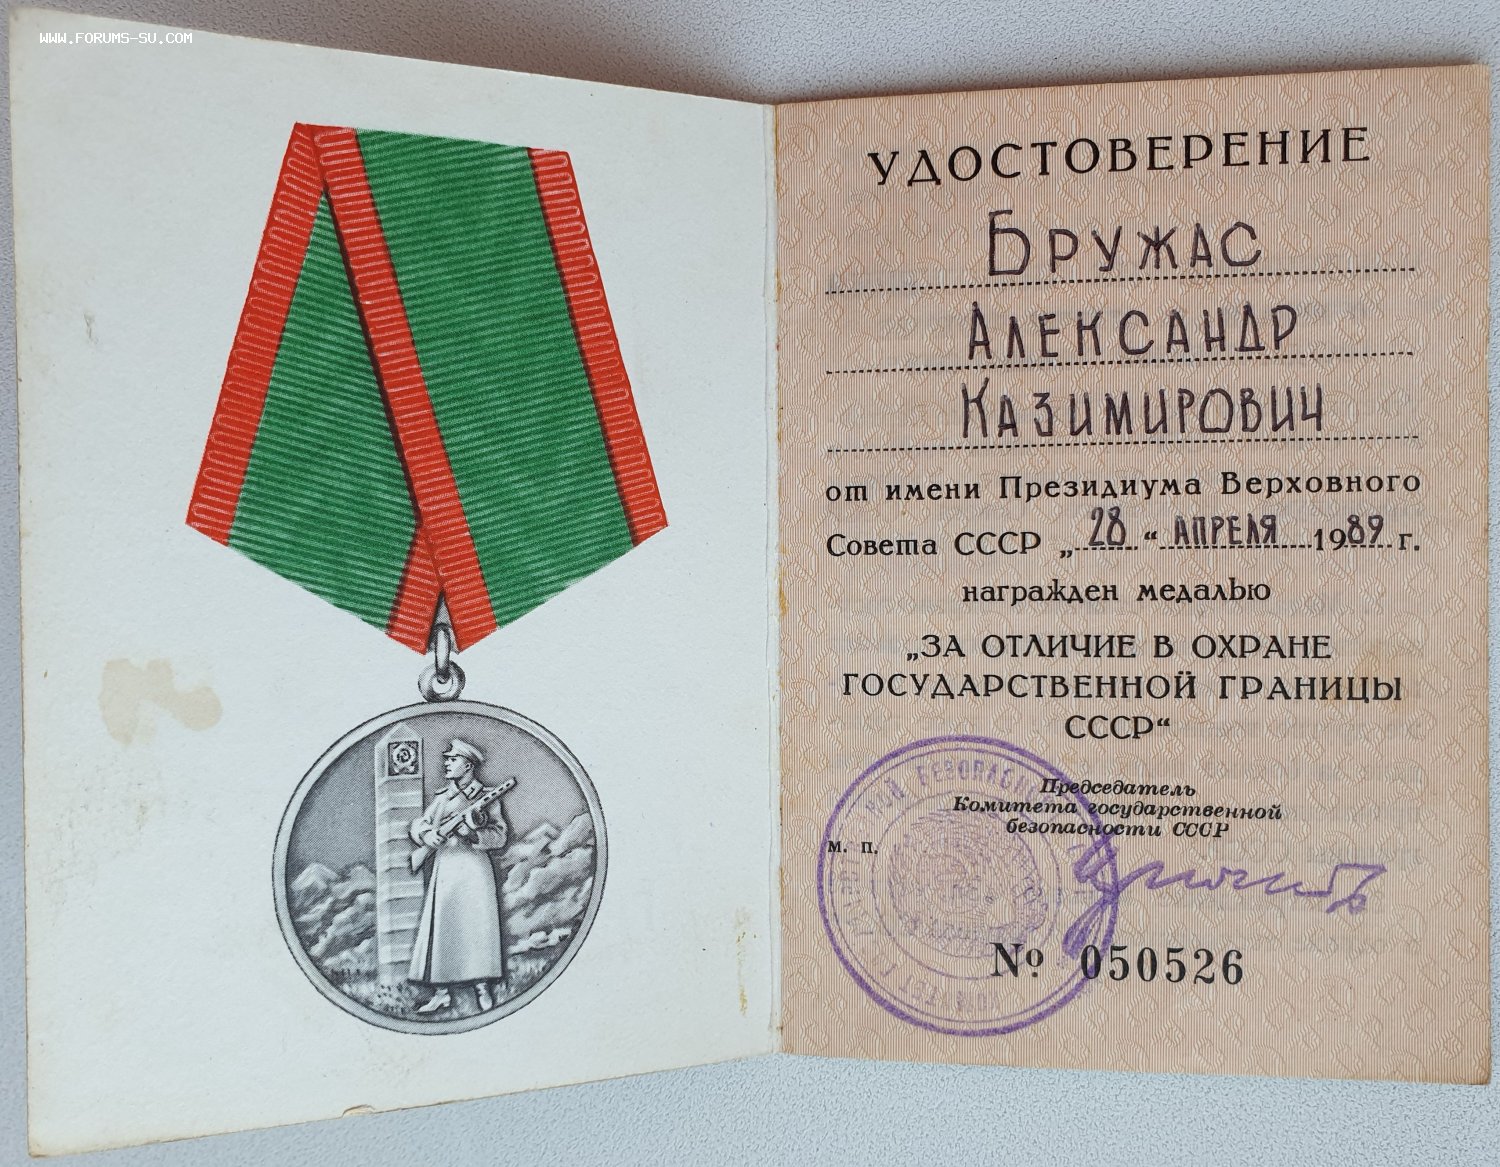 WWW.FORUMS-SU.COM
УДОСТОВЕРЕНИЕ
БРУЖАС
АЛЕКСАНДР
КАЗИМИРОВИЧ
от имени Президиума Верховного
Совета СССР „28“ АПРЕЛЯ 1989 г.
награжден медалью
„ЗА ОТЛИЧИЕ В ОХРАНЕ
ГОСУДАРСТВЕННОЙ ГРАНИЦЫ
СССР“
Председатель
Комитета государственной
безопасности СССР
м. п.
№ 050526